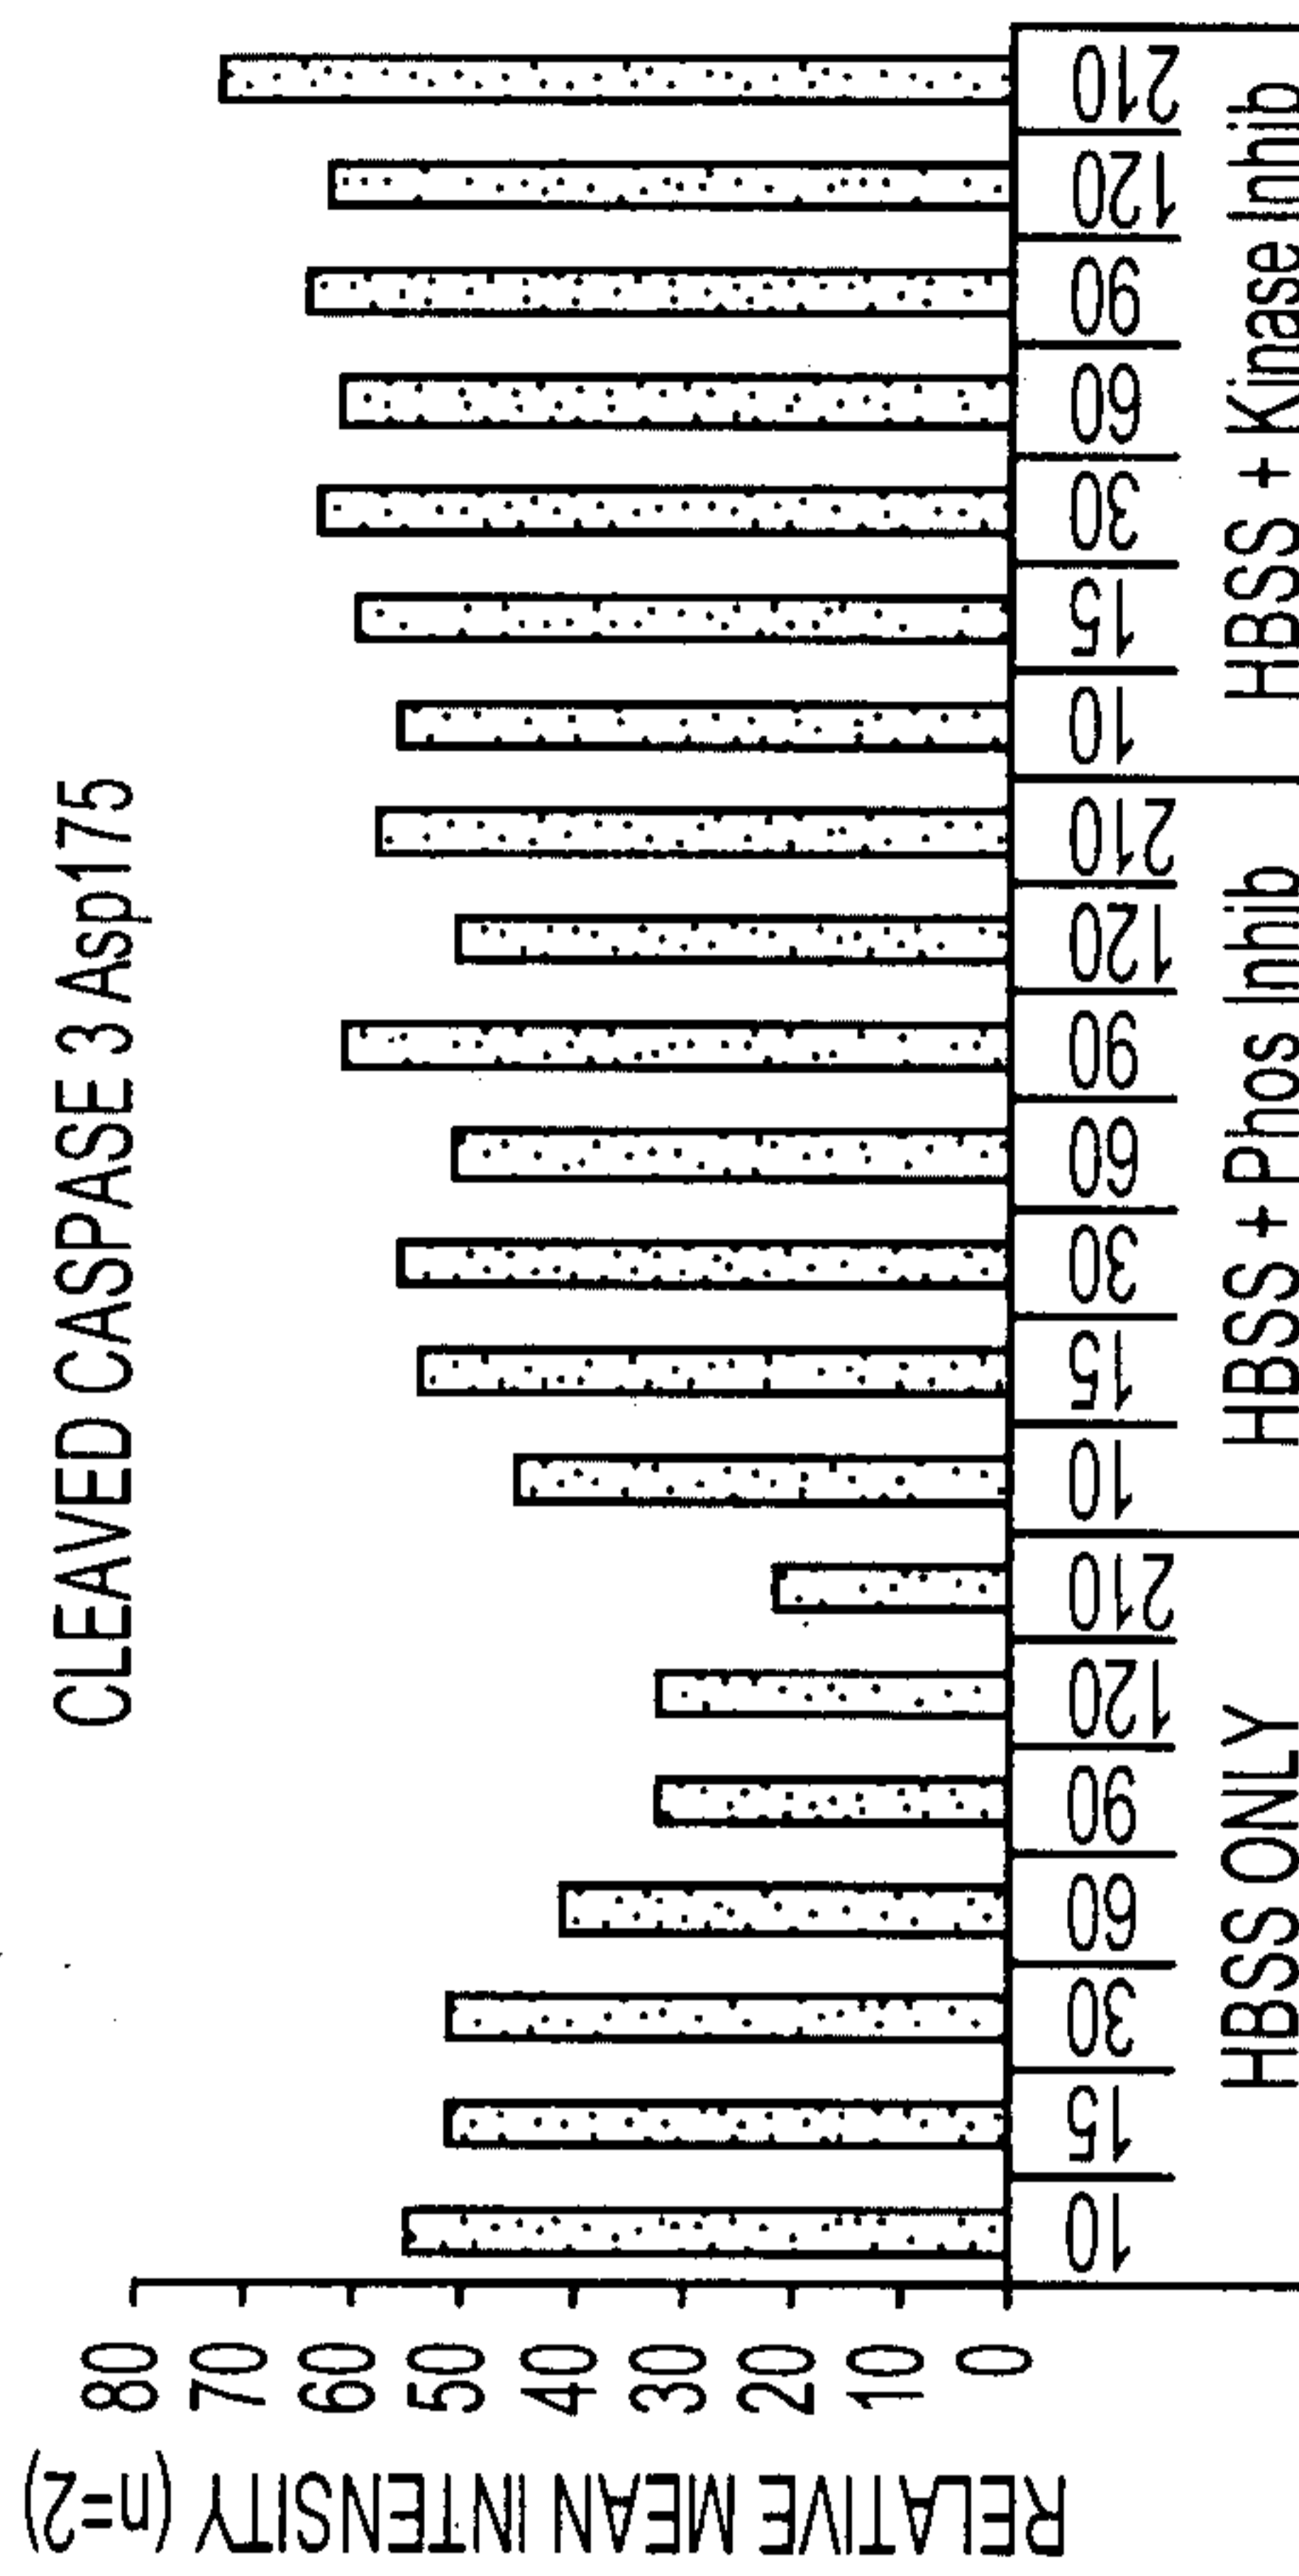 CLEAVED CASPASE 3 Asp175
RELATIVE MEAN INTENSITY (n=2)
80
70
60
50
40
30
20
10
0
10 15 30 60 90 120 210 10 15 30 60 90 120 210 10 15 30 60 90 120 210
HBSS ONLY HBSS + Phos Inhib HBSS + Kinase Inhib